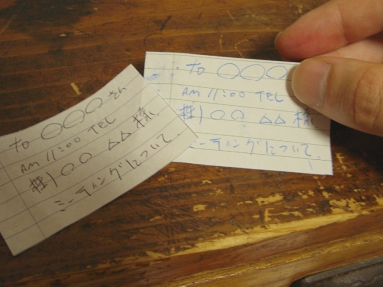 To ○○○さん
AM 11:00 TEL
(株)○○ △△様
ミーティングについて
To ○○○
AM 11:00 TEL
(株)○○ △△様
ミーティングについて